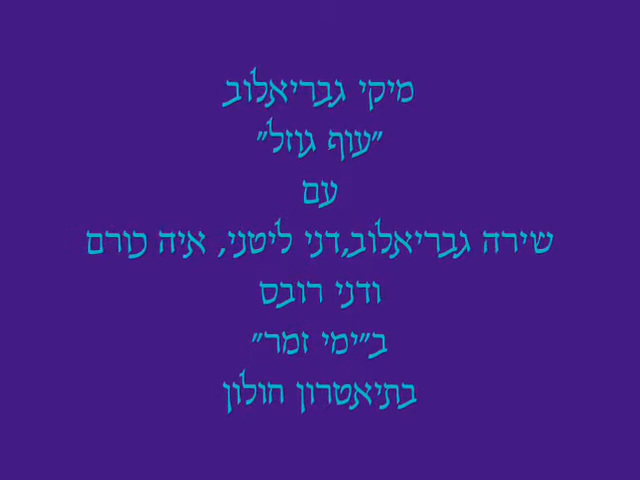 מיקי גבריאלוב
"עוף גוזל"
עם
שירה גבריאלוב,דני ליטני, איה כורם
ודני רובס
ב"ימי זמר"
בתיאטרון חולון